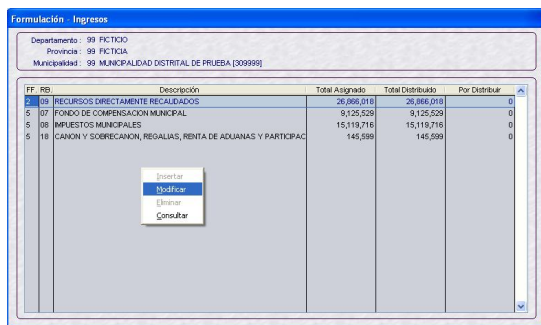 Formulación - Ingresos
Departamento : 99 FICTICIO
Provincia : 99 FICTICIA
Municipalidad : 99 MUNICIPALIDAD DISTRITAL DE PRUEBA [309999]
FF. RB. Descripción Total Asignado Total Distribuido Por Distribuir
2 09 RECURSOS DIRECTAMENTE RECAUDADOS 26,866,018 26,866,018 0
5 07 FONDO DE COMPENSACION MUNICIPAL 9,125,529 9,125,529 0
5 08 IMPUESTOS MUNICIPALES 15,119,716 15,119,716 0
5 18 CANON Y SOBRECANON, REGALIAS, RENTA DE ADUANAS Y PARTICIPAC 145,599 145,599 0
Insertar
Modificar
Eliminar
Consultar